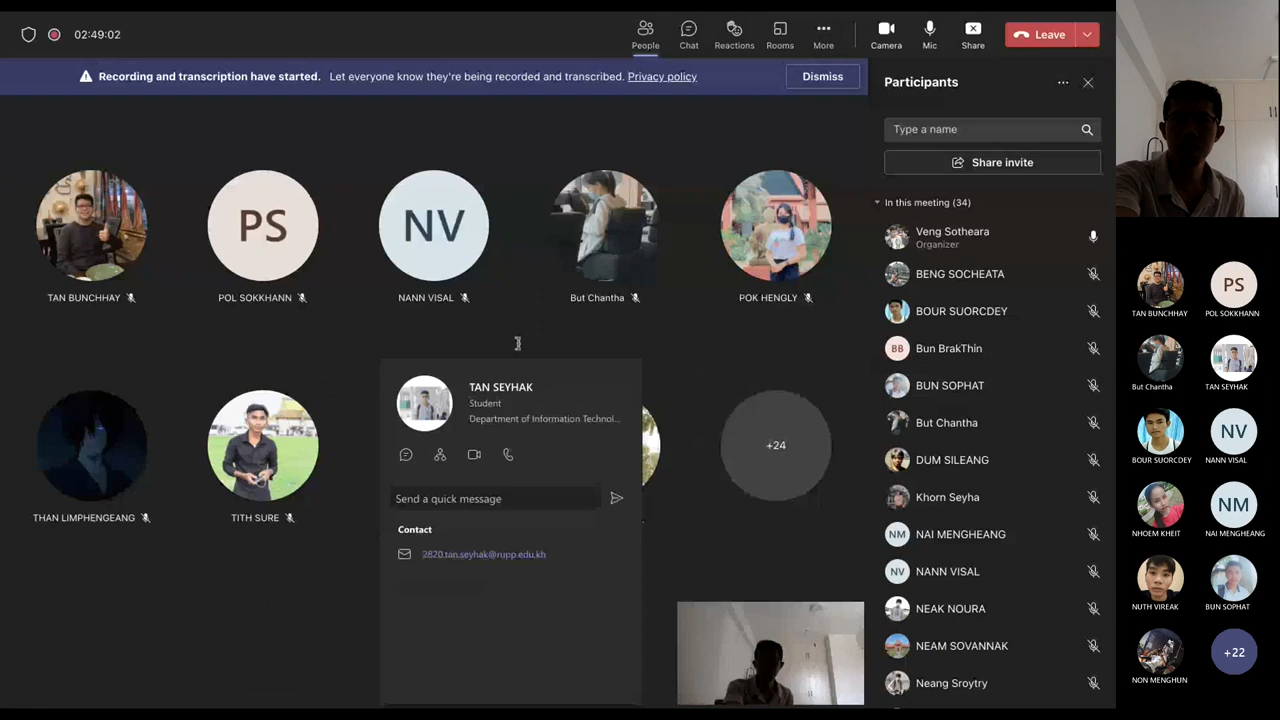 02:49:02
People
Chat
Reactions
Rooms
More
Camera
Mic
Share
Leave
Recording and transcription have started. Let everyone know they're being recorded and transcribed. Privacy policy
Dismiss
TAN BUNCHHAY
PS
POL SOKKHANN
NV
NANN VISAL
But Chantha
POK HENGLY
THAN LIMPHENGEANG
TITH SURE
TAN SEYHAK
Student
Department of Information Technol...
Send a quick message
Contact
2820.tan.seyhak@rupp.edu.kh
+24
Participants
Type a name
Share invite
In this meeting (34)
Veng Sotheara
Organizer
BENG SOCHEATA
BOUR SUORCDEY
BB
Bun BrakThin
BUN SOPHAT
But Chantha
DUM SILEANG
Khorn Seyha
NM
NAI MENGHEANG
NV
NANN VISAL
NEAK NOURA
NEAM SOVANNAK
Neang Sroytry
TAN BUNCHHAY
PS
POL SOKKHANN
But Chantha
TAN SEYHAK
BOUR SUORCDEY
NV
NANN VISAL
NHOEM KHEIT
NM
NAI MENGHEANG
NUTH VIREAK
BUN SOPHAT
NON MENGHUN
+22